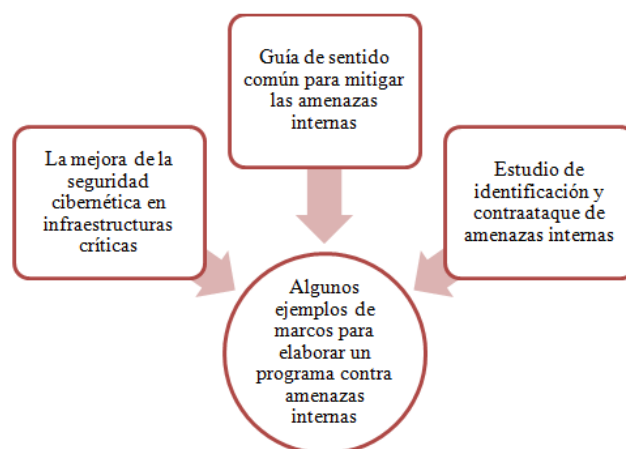 Guía de sentido
común para mitigar
las amenazas
internas
La mejora de la
seguridad
cibernética en
infraestructuras
críticas
Estudio de
identificación y
contraataque de
amenazas internas
Algunos
ejemplos de
marcos para
elaborar un
programa contra
amenazas
internas